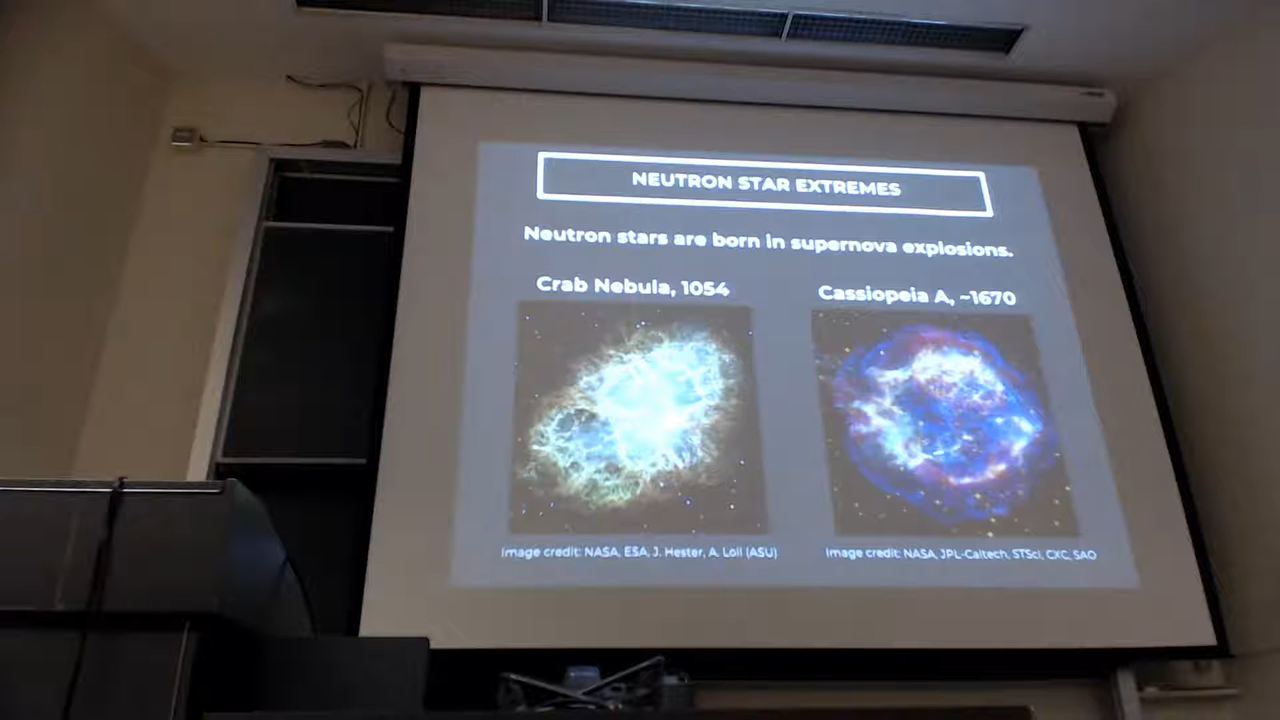 NEUTRON STAR EXTREMES
Neutron stars are born in supernova explosions.
Crab Nebula, 1054
Cassiopeia A, ~1670
Image credit: NASA, ESA, J. Hester, A. Loll (ASU)
Image credit: NASA, JPL-Caltech, STScI, CXC, SAO